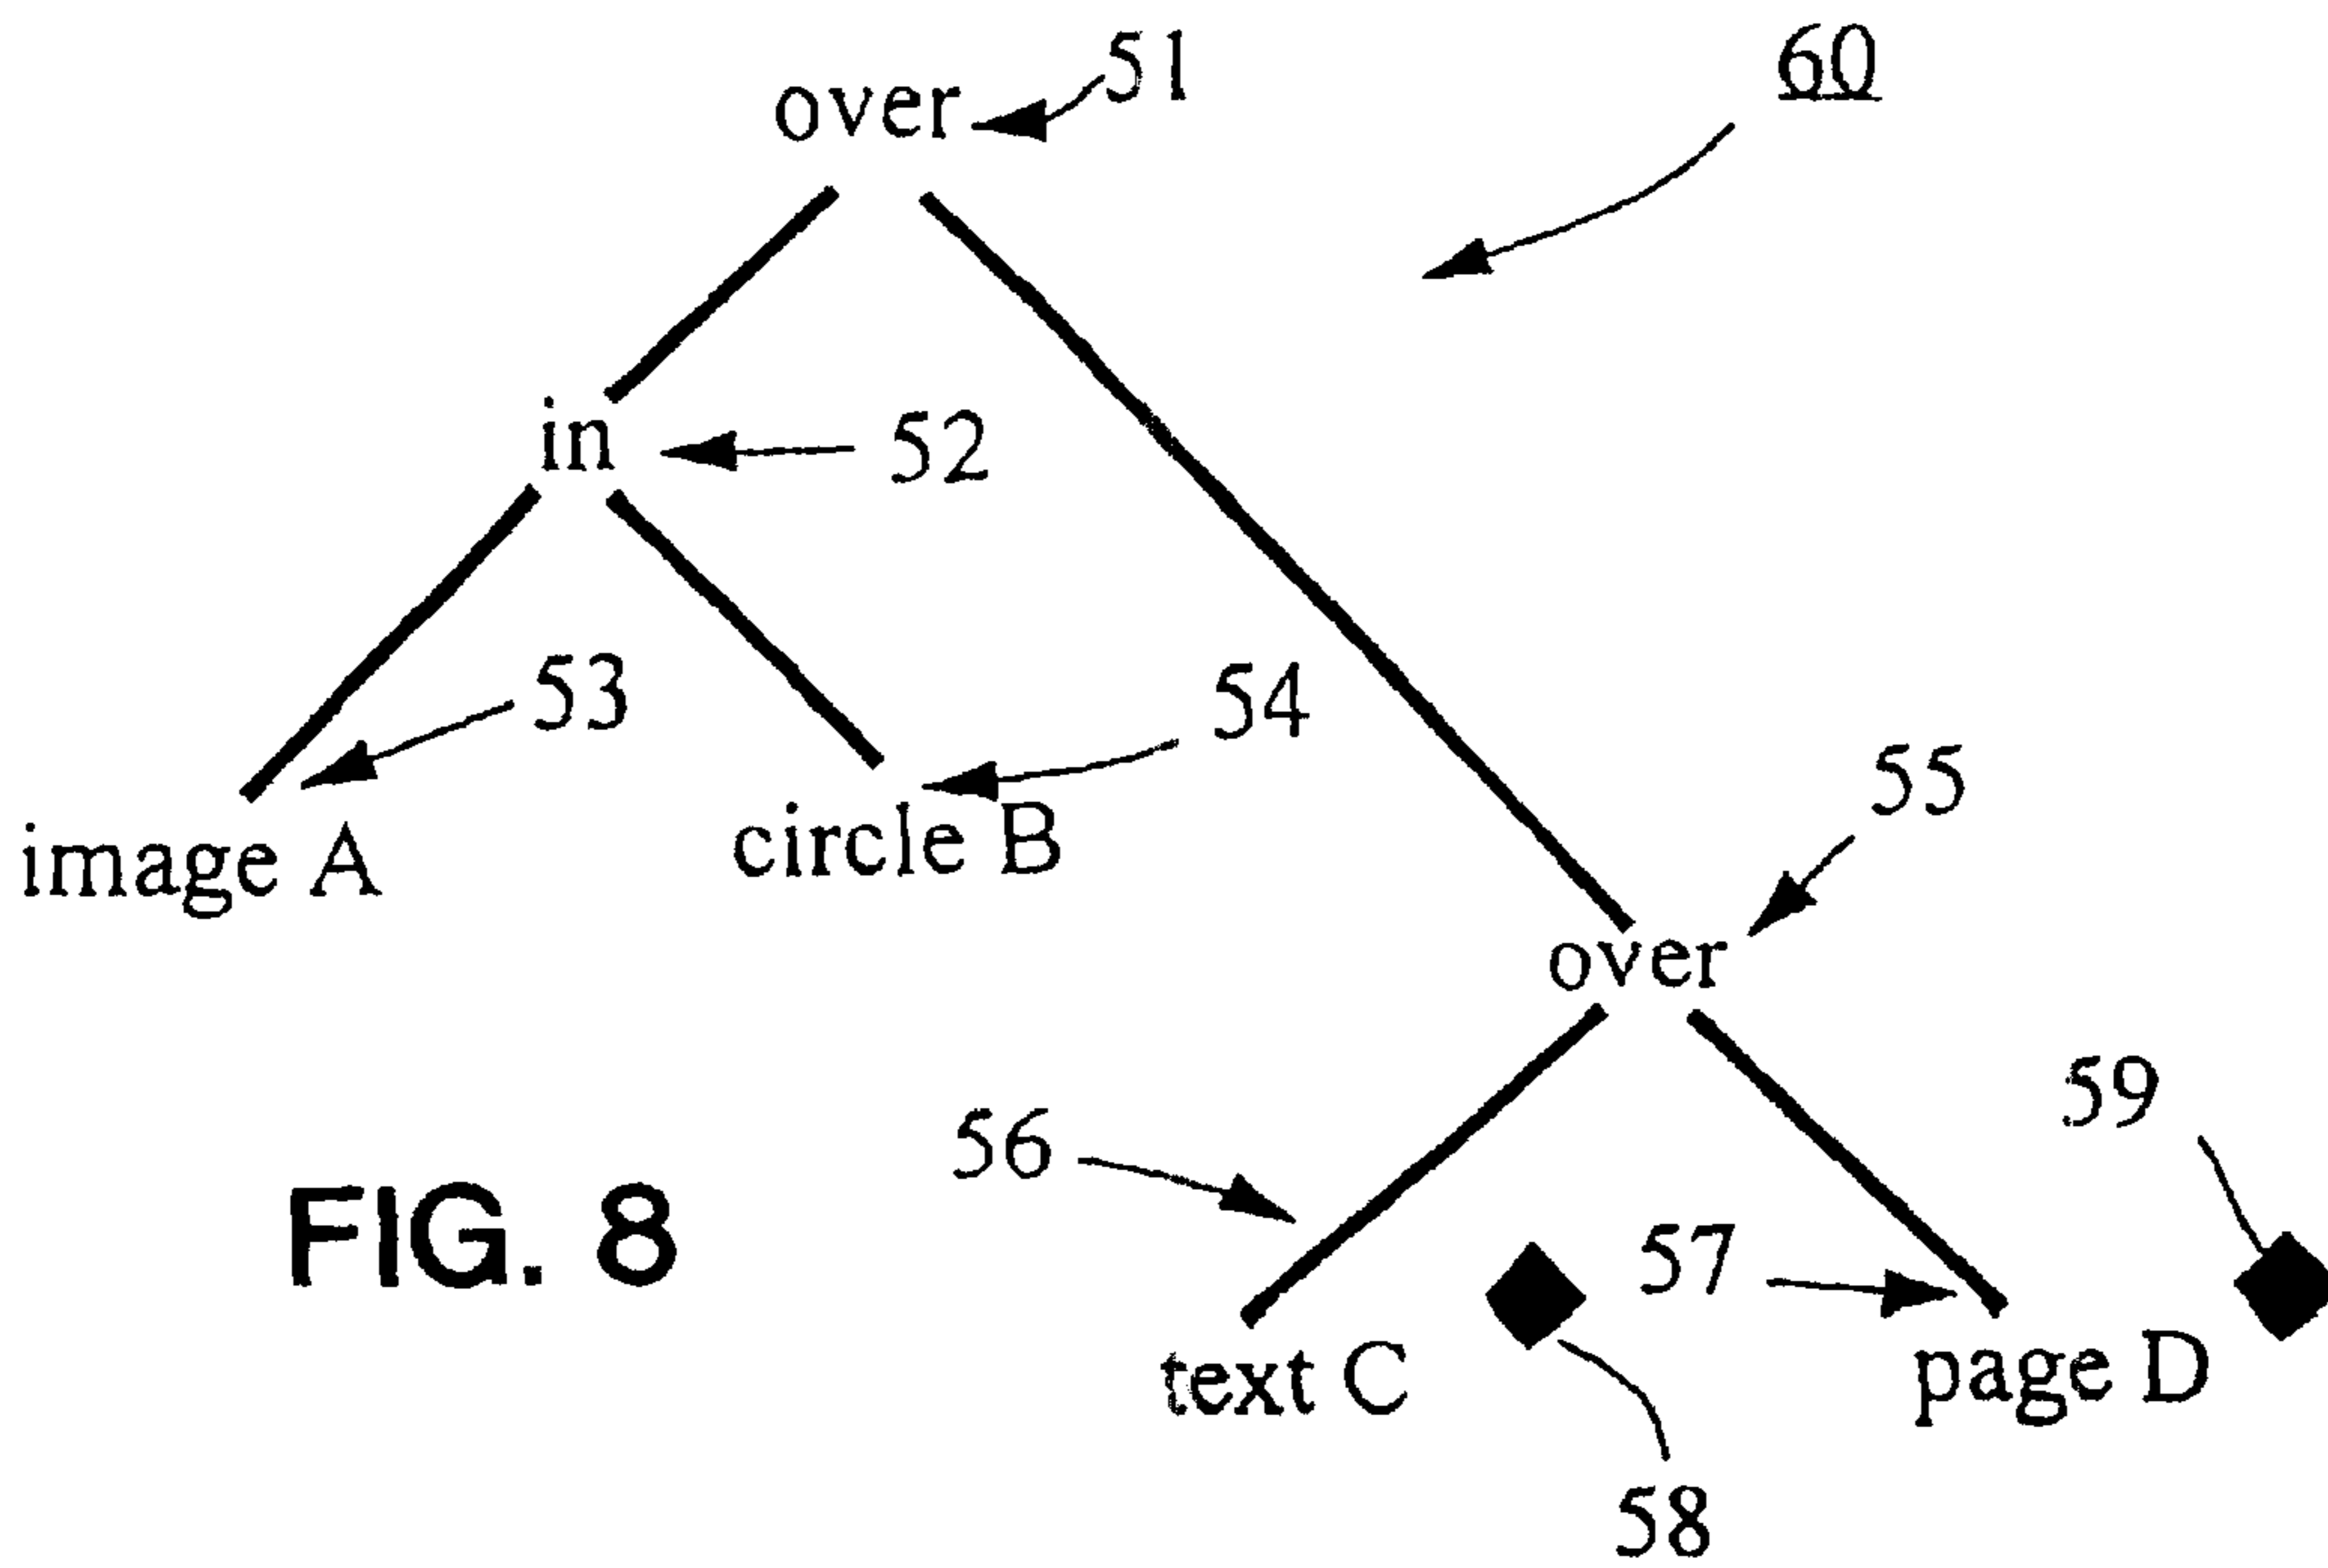 over
51
60
in
52
53
54
image A
circle B
55
over
59
56
57
FIG. 8
text C
page D
58